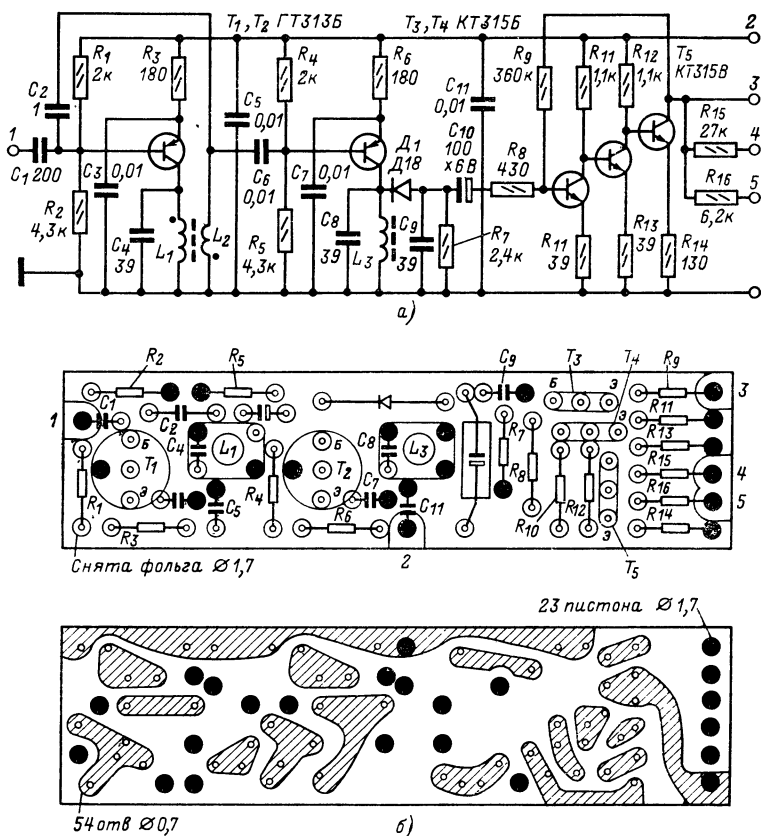 T₁, T₂ ГТ313Б
T₃, T₄ КТ315Б
2
R₁
2к
R₃
180
R₄
2к
R₆
180
R₉
360к
R₁₁
1,1к
R₁₂
1,1к
T₅
КТ315В
C₂
1
C₅
0,01
C₁₁
0,01
3
R₁₅
27к
4
1
C₁ 200
C₃
0,01
C₆
0,01
C₇
0,01
Д₁
Д18
C₁₀
100
х6В
R₈
430
R₁₆
6,2к
5
R₂
4,3к
C₄
39
L₁
L₂
R₅
4,3к
C₈
39
L₃
C₉
39
R₇
2,4к
R₁₁
39
R₁₃
39
R₁₄
130
а)
R₂
R₅
C₉
T₃
T₄
R₉
3
1
C₁
C₂
Б
Э
R₁₁
C₄
L₁
Б
C₈
L₃
R₇
Э
R₁₃
T₁
T₂
R₈
R₁₅
4
R₁
Э
R₄
Э
C₇
R₁₆
5
C₅
C₁₁
R₁₀
R₁₂
Э
R₁₄
R₃
R₆
Снята фольга Ø 1,7
2
T₅
23 пистона Ø 1,7
54 отв Ø 0,7
б)